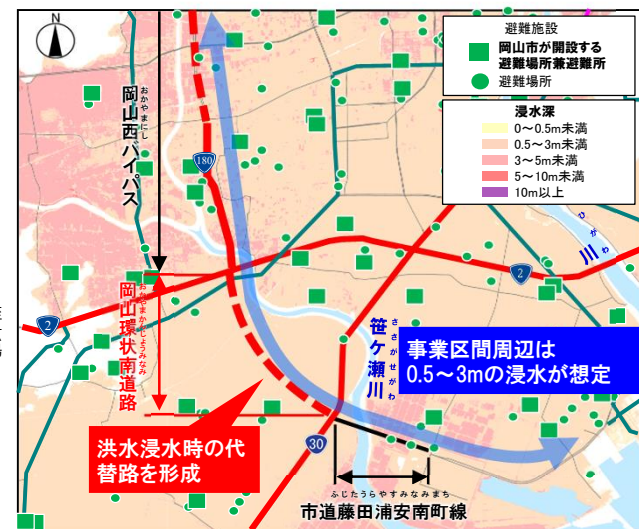 N
避難施設
岡山市が開設する
避難場所兼避難所
避難場所
浸水深
0～0.5m未満
0.5～3m未満
3～5m未満
5～10m未満
10m以上
おかやまにし
岡山西バイパス
180
ひがわ
川
2
2
おかやまかんじょうみなみ
岡山環状南道路
ささがせがわ
笹ケ瀬川
事業区間周辺は
0.5～3mの浸水が想定
洪水浸水時の代
替路を形成
30
ふじたうらやすみなみまち
市道藤田浦安南町線